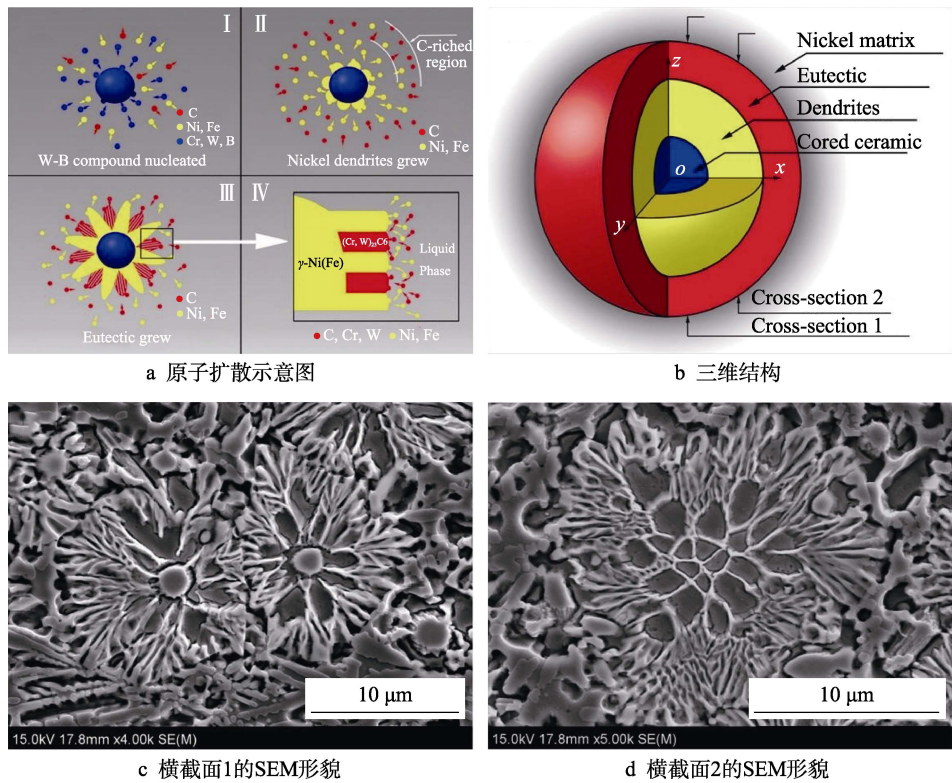 I
II
C-riched
region
C
Ni, Fe
Cr, W, B
W-B compound nucleated
C
Ni, Fe
Nickel dendrites grew
III
IV
γ-Ni(Fe)
(Cr, W)23C6
Liquid
Phase
C
Ni, Fe
Eutectic grew
C, Cr, W
Ni, Fe
a 原子扩散示意图
Nickel matrix
Eutectic
Dendrites
Cored ceramic
z
o
x
y
Cross-section 2
Cross-section 1
b 三维结构
10 μm
15.0kV 17.8mm x4.00k SE(M)
c 横截面1的SEM形貌
10 μm
15.0kV 17.8mm x5.00k SE(M)
d 横截面2的SEM形貌